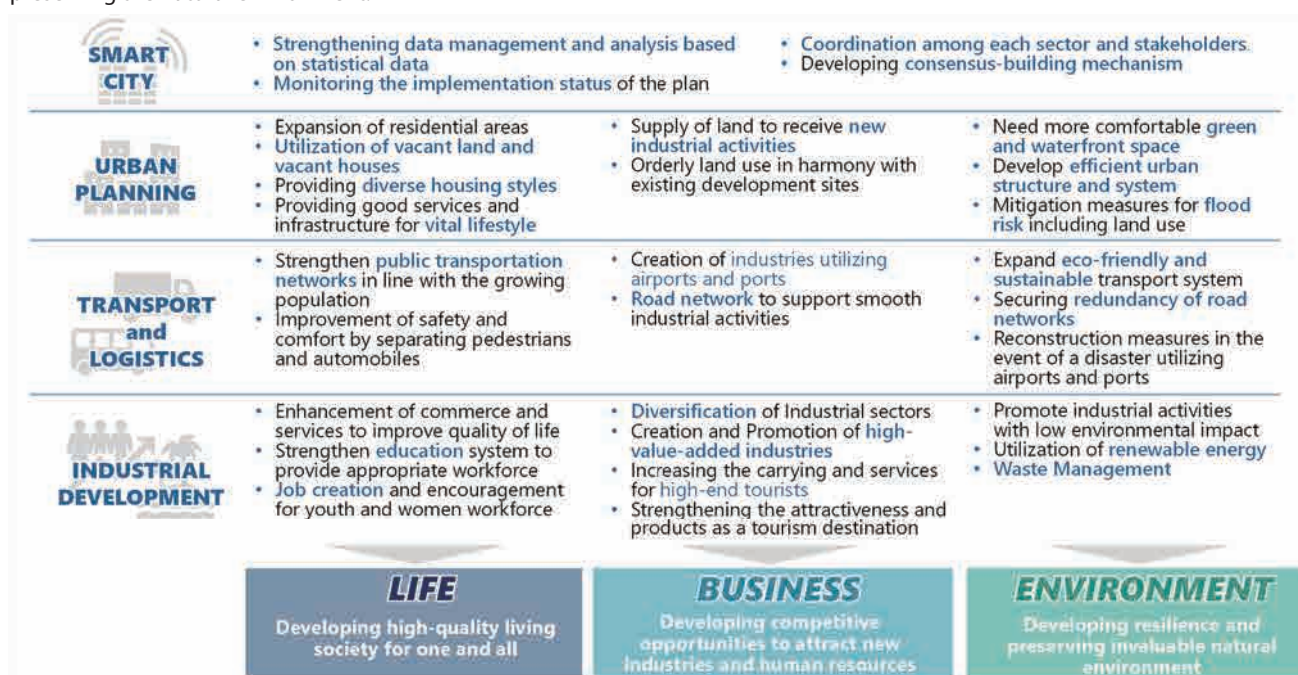 SMART
CITY
• Strengthening data management and analysis based
on statistical data
• Monitoring the implementation status of the plan
• Coordination among each sector and stakeholders.
• Developing consensus-building mechanism
URBAN
PLANNING
• Expansion of residential areas
• Utilization of vacant land and
vacant houses
• Providing diverse housing styles
• Providing good services and
infrastructure for vital lifestyle
• Supply of land to receive new
industrial activities
• Orderly land use in harmony with
existing development sites
• Need more comfortable green
and waterfront space
• Develop efficient urban
structure and system
• Mitigation measures for flood
risk including land use
TRANSPORT
and
LOGISTICS
• Strengthen public transportation
networks in line with the growing
population
• Improvement of safety and
comfort by separating pedestrians
and automobiles
• Creation of industries utilizing
airports and ports
• Road network to support smooth
industrial activities
• Expand eco-friendly and
sustainable transport system
• Securing redundancy of road
networks
• Reconstruction measures in the
event of a disaster utilizing
airports and ports
INDUSTRIAL
DEVELOPMENT
• Enhancement of commerce and
services to improve quality of life
• Strengthen education system to
provide appropriate workforce
• Job creation and encouragement
for youth and women workforce
• Diversification of Industrial sectors
• Creation and Promotion of high-
value-added industries
• Increasing the carrying and services
for high-end tourists
• Strengthening the attractiveness and
products as a tourism destination
• Promote industrial activities
with low environmental impact
• Utilization of renewable energy
• Waste Management
LIFE
Developing high-quality living
society for one and all
BUSINESS
Developing competitive
opportunities to attract new
industries and human resources
ENVIRONMENT
Developing resilience and
preserving invaluable natural
environment